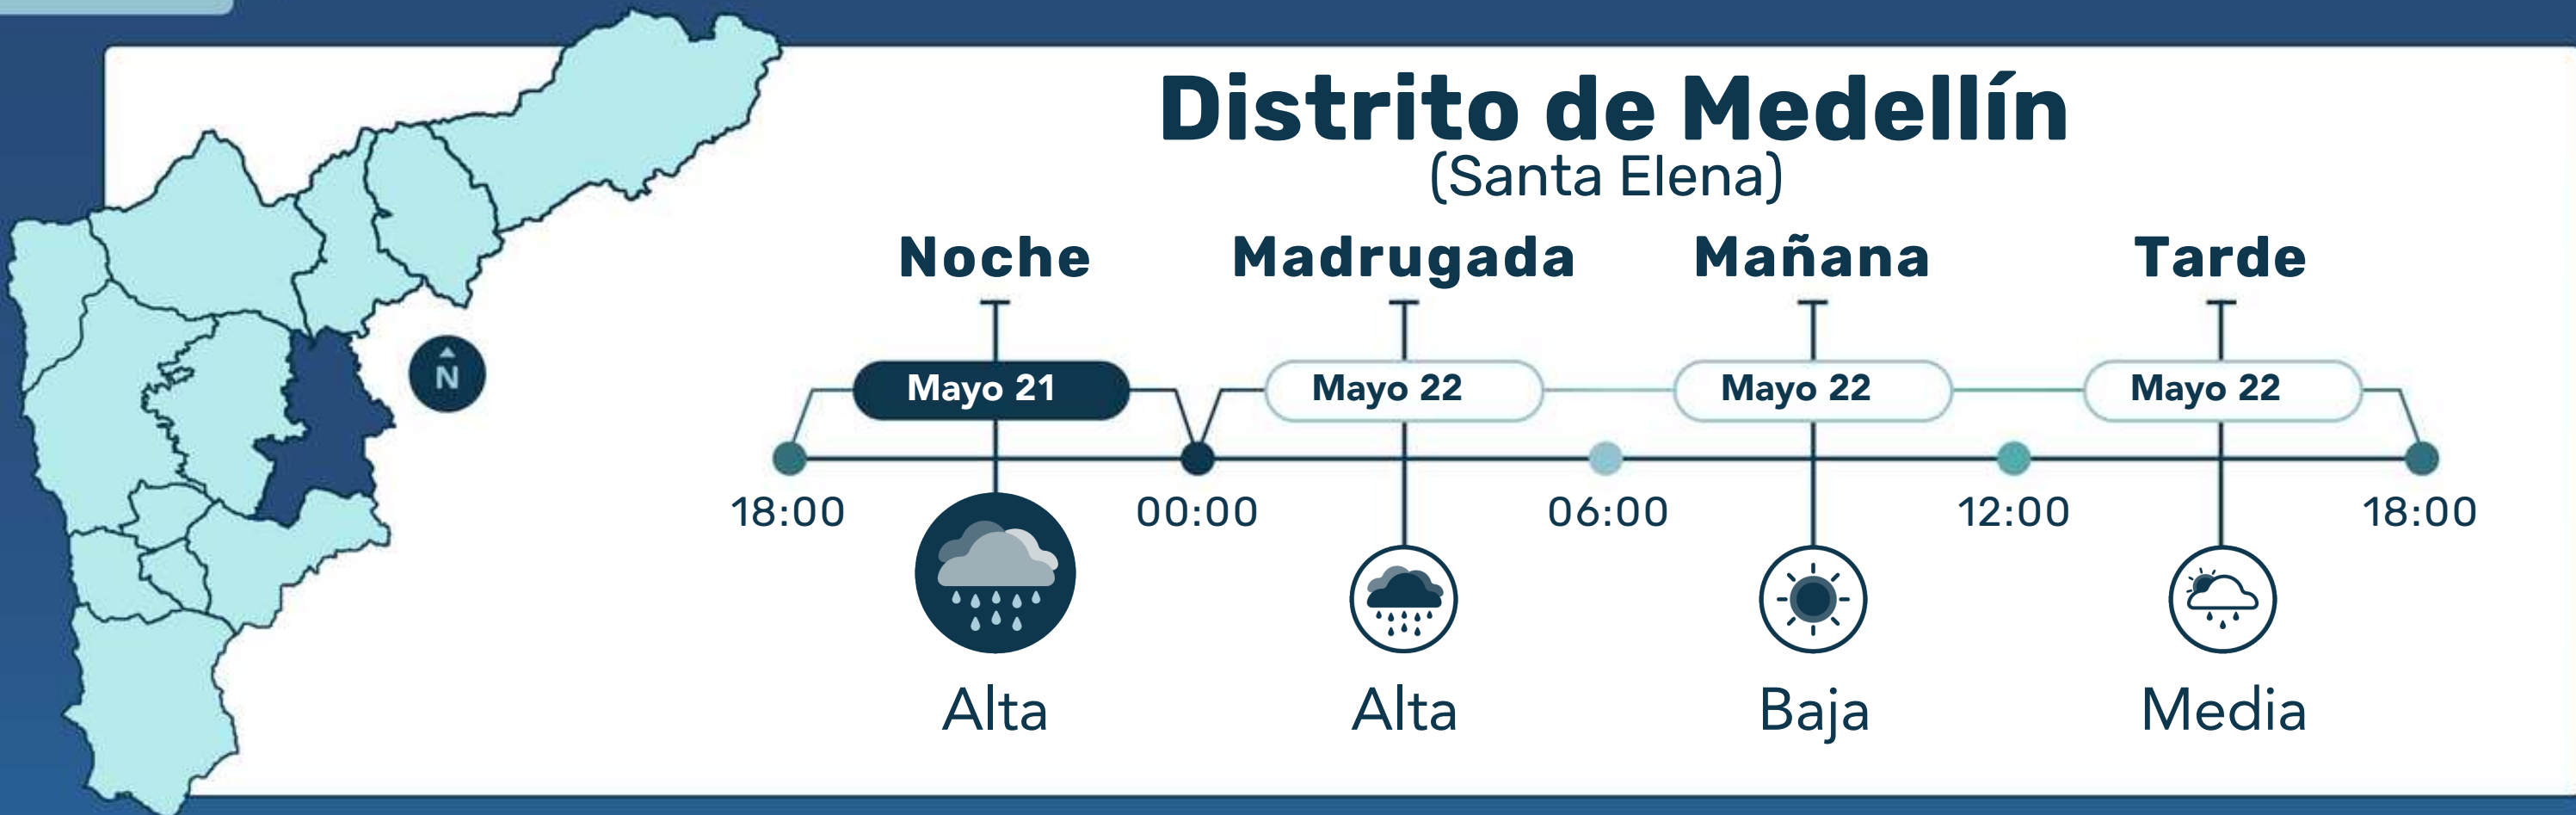 Distrito de Medellín
(Santa Elena)
Noche Madrugada Mañana Tarde
N
Mayo 21 Mayo 22 Mayo 22 Mayo 22
18:00 00:00 06:00 12:00 18:00
Alta Alta Baja Media